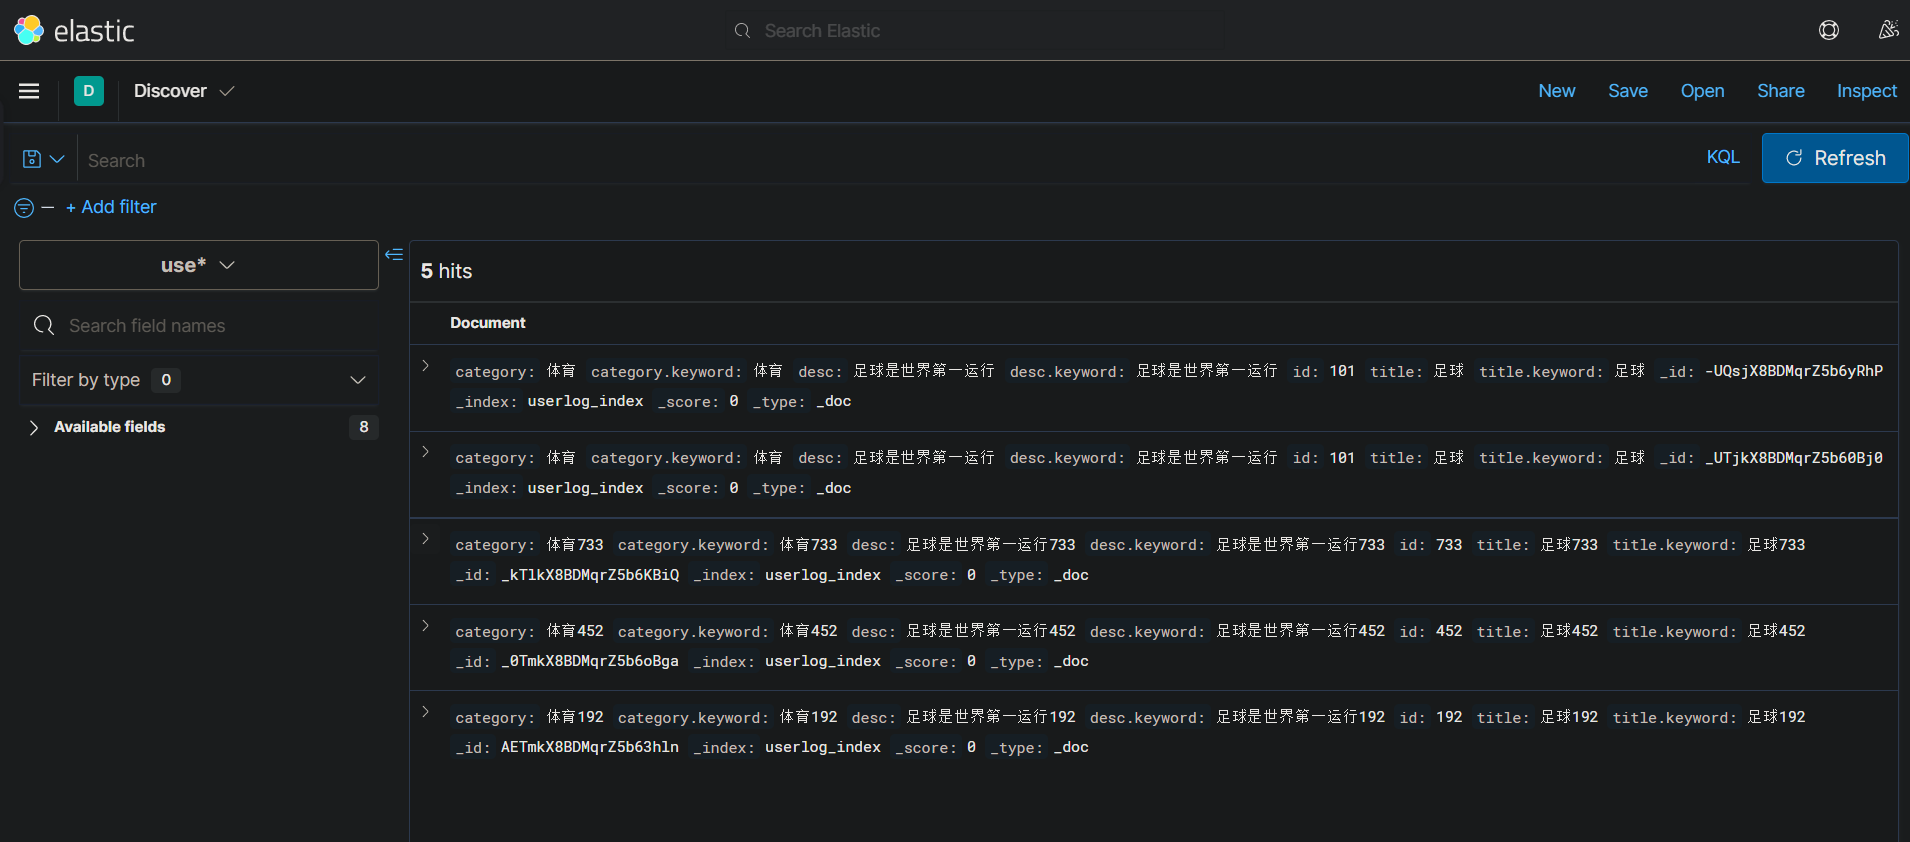 elastic
Search Elastic
D
Discover
New Save Open Share Inspect
Search
KQL
Refresh
+ Add filter
use*
5 hits
Search field names
Document
Filter by type 0
Available fields 8
category: 体育 category.keyword: 体育 desc: 足球是世界第一运行 desc.keyword: 足球是世界第一运行 id: 101 title: 足球 title.keyword: 足球 _id: -UQsjX8BDMqrZ5b6yRhP
_index: userlog_index _score: 0 _type: _doc
category: 体育 category.keyword: 体育 desc: 足球是世界第一运行 desc.keyword: 足球是世界第一运行 id: 101 title: 足球 title.keyword: 足球 _id: _UTjkX8BDMqrZ5b60Bj0
_index: userlog_index _score: 0 _type: _doc
category: 体育733 category.keyword: 体育733 desc: 足球是世界第一运行733 desc.keyword: 足球是世界第一运行733 id: 733 title: 足球733 title.keyword: 足球733
_id: _kTlkX8BDMqrZ5b6KBiQ _index: userlog_index _score: 0 _type: _doc
category: 体育452 category.keyword: 体育452 desc: 足球是世界第一运行452 desc.keyword: 足球是世界第一运行452 id: 452 title: 足球452 title.keyword: 足球452
_id: _0TmkX8BDMqrZ5b6oBga _index: userlog_index _score: 0 _type: _doc
category: 体育192 category.keyword: 体育192 desc: 足球是世界第一运行192 desc.keyword: 足球是世界第一运行192 id: 192 title: 足球192 title.keyword: 足球192
_id: AETmkX8BDMqrZ5b63hln _index: userlog_index _score: 0 _type: _doc